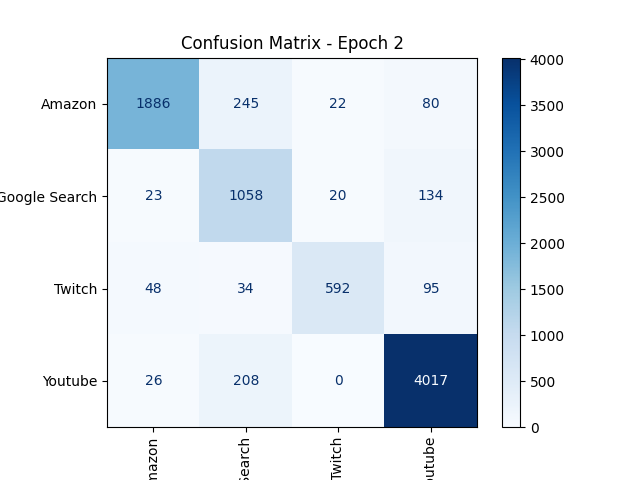 Confusion Matrix - Epoch 2
Amazon 1886 245 22 80
Google Search 23 1058 20 134
Twitch 48 34 592 95
Youtube 26 208 0 4017
mazon earch Twitch outube
4000
3500
3000
2500
2000
1500
1000
500
0